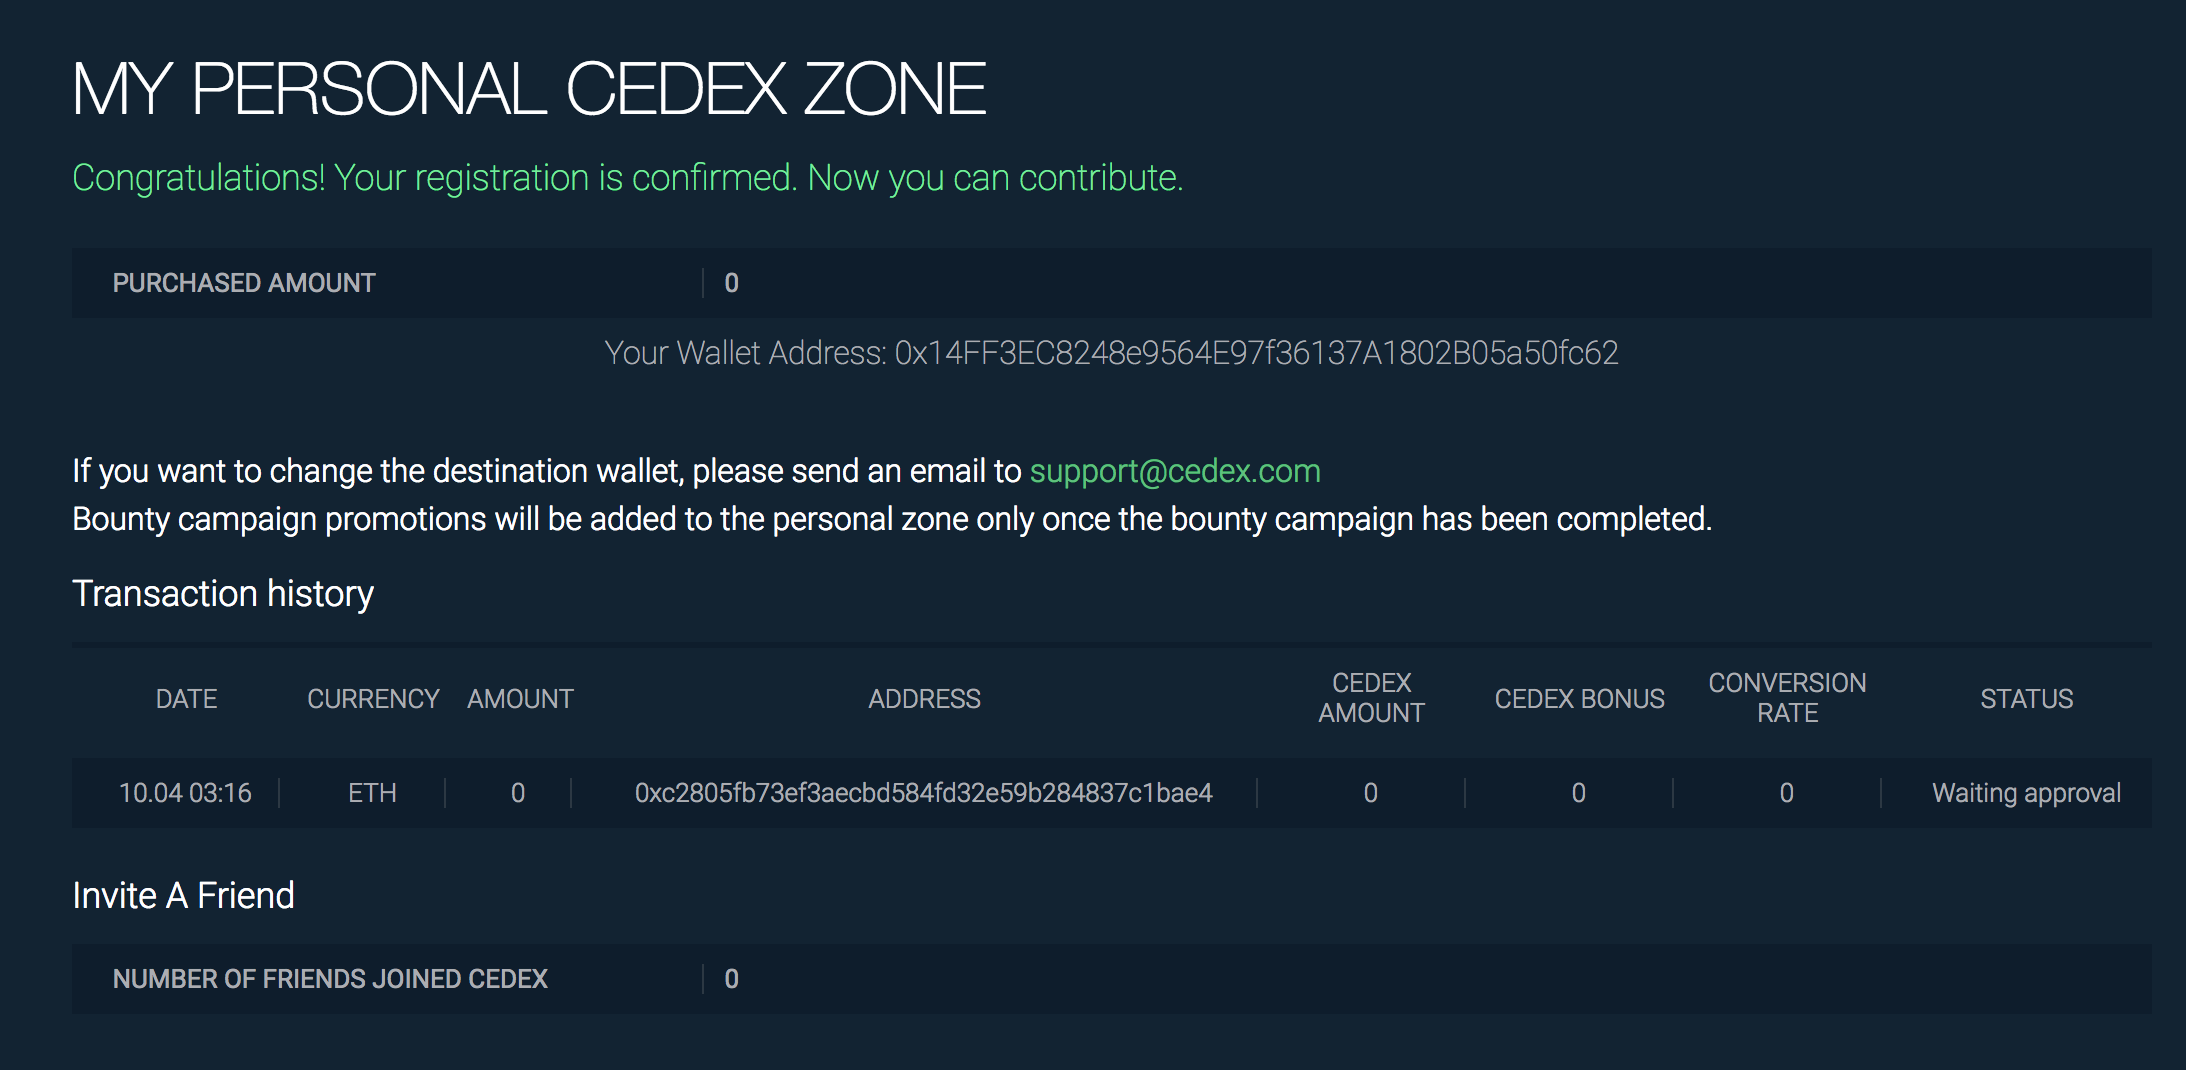 MY PERSONAL CEDEX ZONE
Congratulations! Your registration is confirmed. Now you can contribute.
PURCHASED AMOUNT 0
Your Wallet Address: 0x14FF3EC8248e9564E97f36137A1802B05a50fc62
If you want to change the destination wallet, please send an email to support@cedex.com
Bounty campaign promotions will be added to the personal zone only once the bounty campaign has been completed.
Transaction history
DATE CURRENCY AMOUNT ADDRESS CEDEX AMOUNT CEDEX BONUS CONVERSION RATE STATUS
10.04 03:16 ETH 0 0xc2805fb73ef3aecbd584fd32e59b284837c1bae4 0 0 0 Waiting approval
Invite A Friend
NUMBER OF FRIENDS JOINED CEDEX 0